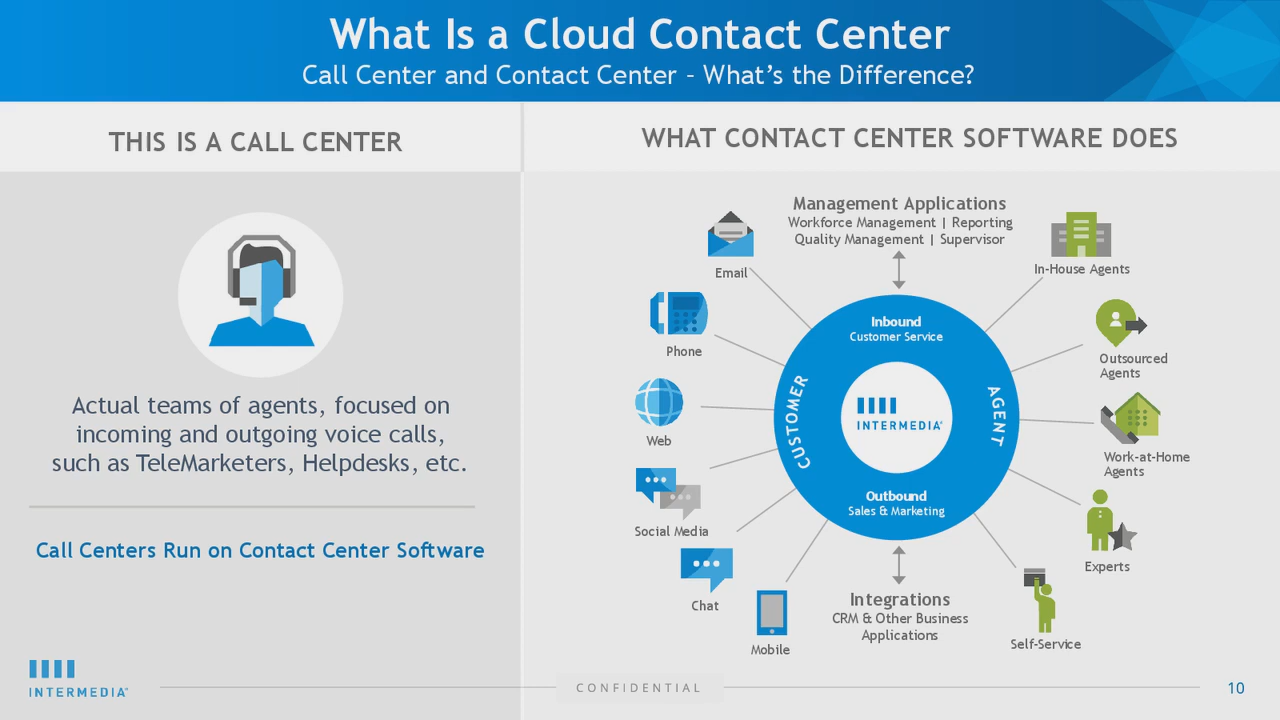 What Is a Cloud Contact Center
Call Center and Contact Center – What’s the Difference?
THIS IS A CALL CENTER
Actual teams of agents, focused on
incoming and outgoing voice calls,
such as TeleMarketers, Helpdesks, etc.
Call Centers Run on Contact Center Software
WHAT CONTACT CENTER SOFTWARE DOES
Management Applications
Workforce Management | Reporting
Quality Management | Supervisor
Email
Phone
Web
Social Media
Chat
Mobile
Inbound
Customer Service
CUSTOMER
INTERMEDIA®
AGENT
Outbound
Sales & Marketing
Integrations
CRM & Other Business
Applications
In-House Agents
Outsourced
Agents
Work-at-Home
Agents
Experts
Self-Service
INTERMEDIA®
CONFIDENTIAL
10